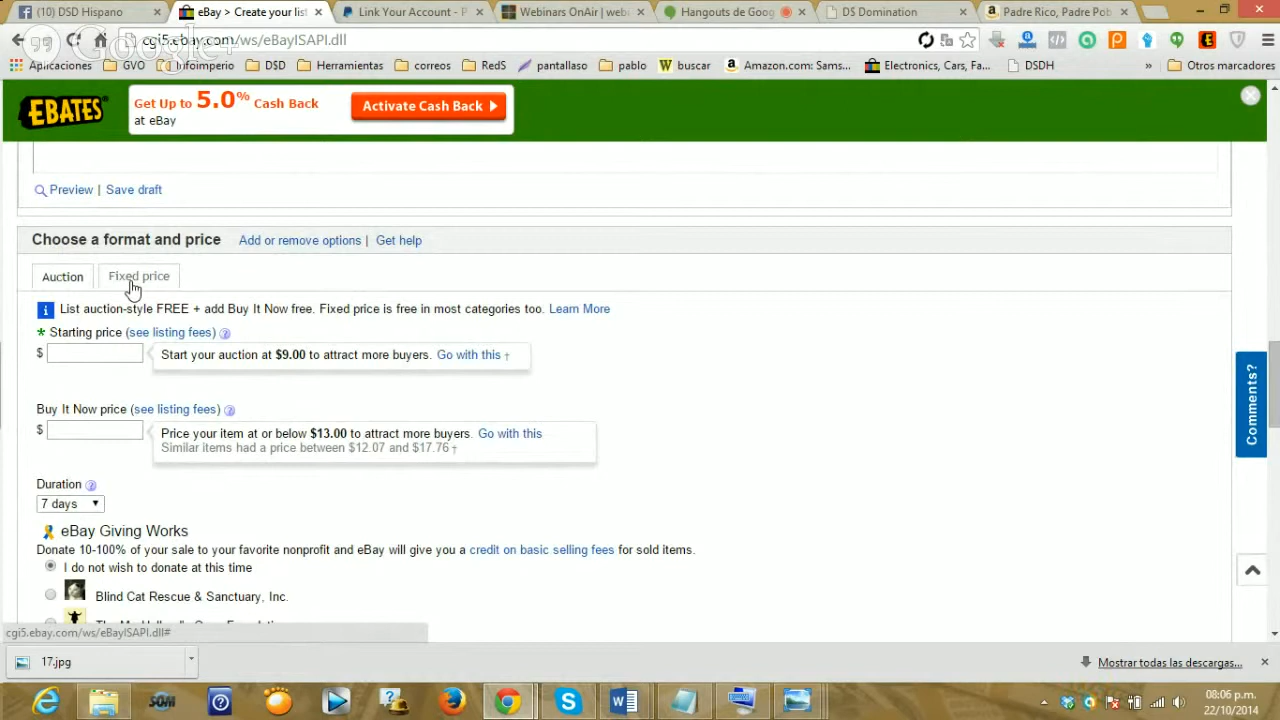 DSD Hispano
eBay > Create your list
Link Your Account - P
Webinars OnAir | web
Hangouts de Goog
DS Domination
Padre Rico, Padre Pob
cgi5.ebay.com/ws/eBayISAPI.dll
Google+
Aplicaciones
GVO
Infoimperio
DSD
Herramientas
correos
RedS
pantallaso
pablo
buscar
Amazon.com: Sams...
Electronics, Cars, Fa...
DSDH
»
Otros marcadores
EBATES
Get Up to 5.0% Cash Back
at eBay
Activate Cash Back
Preview | Save draft
Choose a format and price Add or remove options | Get help
Auction Fixed price
List auction-style FREE + add Buy It Now free. Fixed price is free in most categories too. Learn More
* Starting price (see listing fees)
$ Start your auction at $9.00 to attract more buyers. Go with this †
Buy It Now price (see listing fees)
$ Price your item at or below $13.00 to attract more buyers. Go with this
Similar items had a price between $12.07 and $17.76 †
Comments?
Duration
7 days
eBay Giving Works
Donate 10-100% of your sale to your favorite nonprofit and eBay will give you a credit on basic selling fees for sold items.
I do not wish to donate at this time
Blind Cat Rescue & Sanctuary, Inc.
cgi5.ebay.com/ws/eBayISAPI.dll#
17.jpg
Mostrar todas las descargas...
SOM
08:06 p.m.
22/10/2014